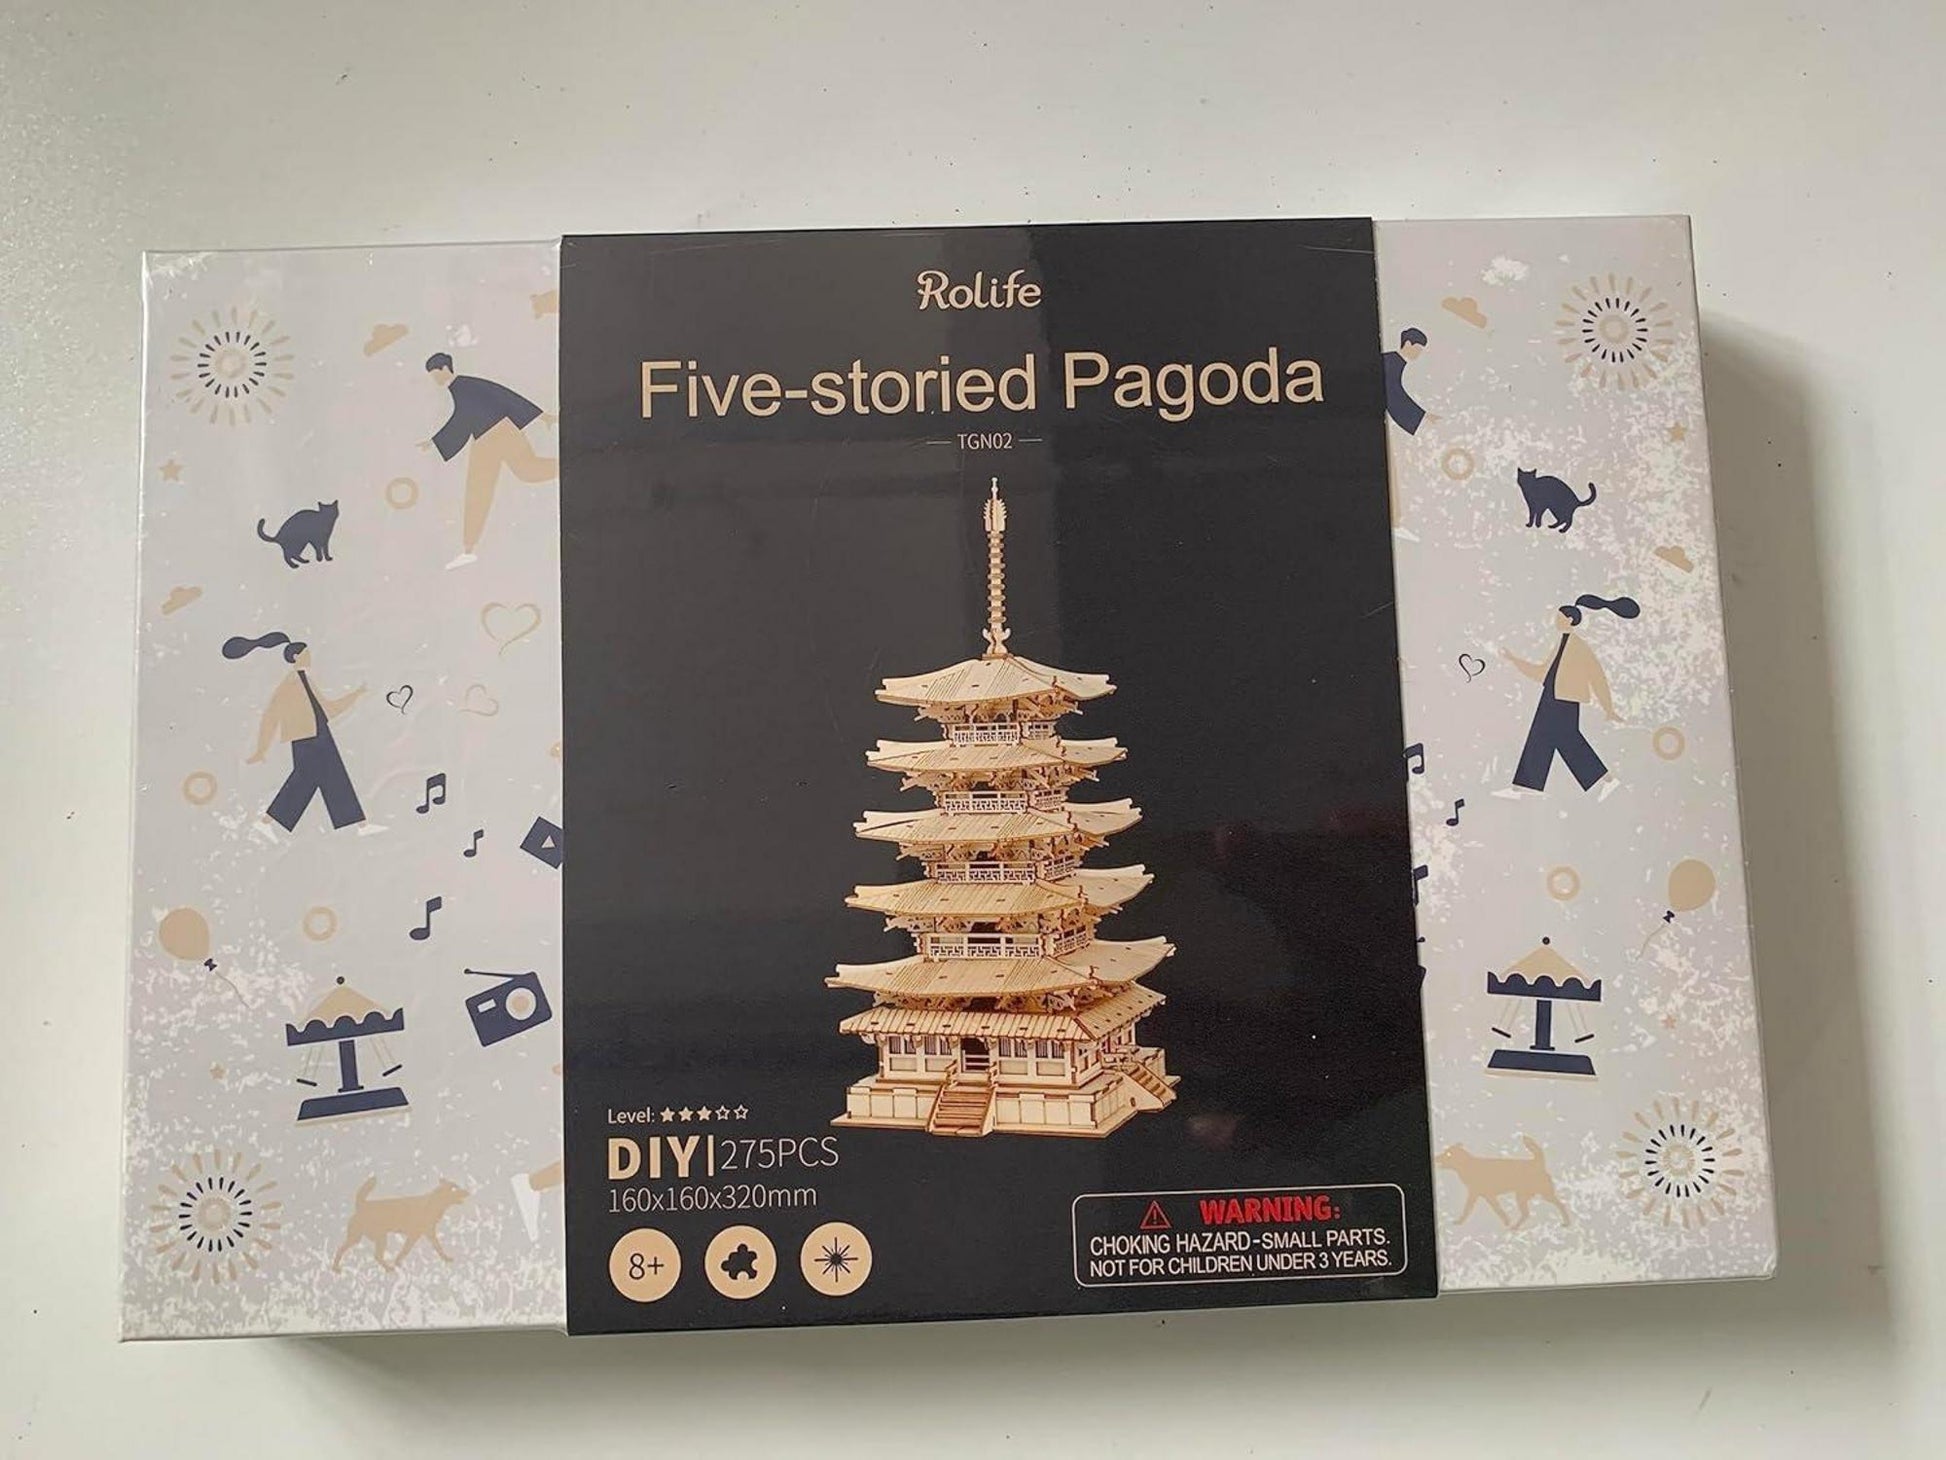 Rolife
Five-storied Pagoda
TGN02
Level: ★★★☆☆
DIY|275PCS
160x160x320mm
8+
WARNING:
CHOKING HAZARD-SMALL PARTS.
NOT FOR CHILDREN UNDER 3 YEARS.